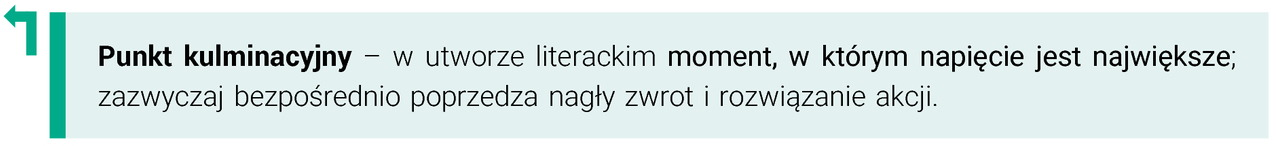 Punkt kulminacyjny – w utworze literackim moment, w którym napięcie jest największe;
zazwyczaj bezpośrednio poprzedza nagły zwrot i rozwiązanie akcji.